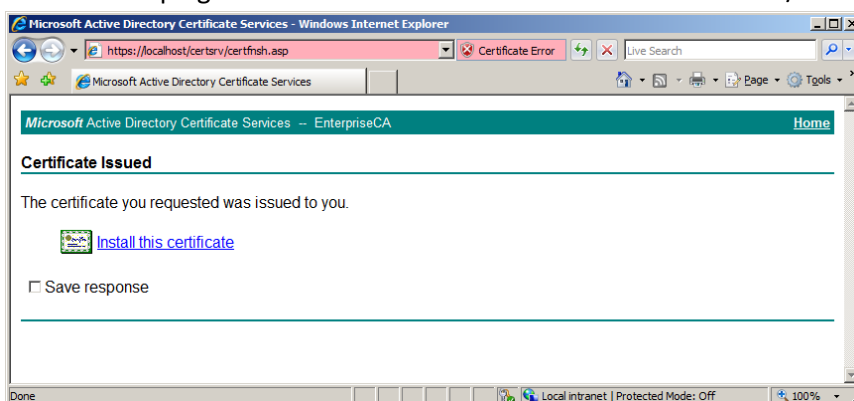 Microsoft Active Directory Certificate Services - Windows Internet Explorer
https://localhost/certsrv/certfnsh.asp
Certificate Error
Live Search
Microsoft Active Directory Certificate Services
Page
Tools
Microsoft Active Directory Certificate Services -- EnterpriseCA
Home
Certificate Issued
The certificate you requested was issued to you.
Install this certificate
Save response
Done
Local intranet | Protected Mode: Off
100%